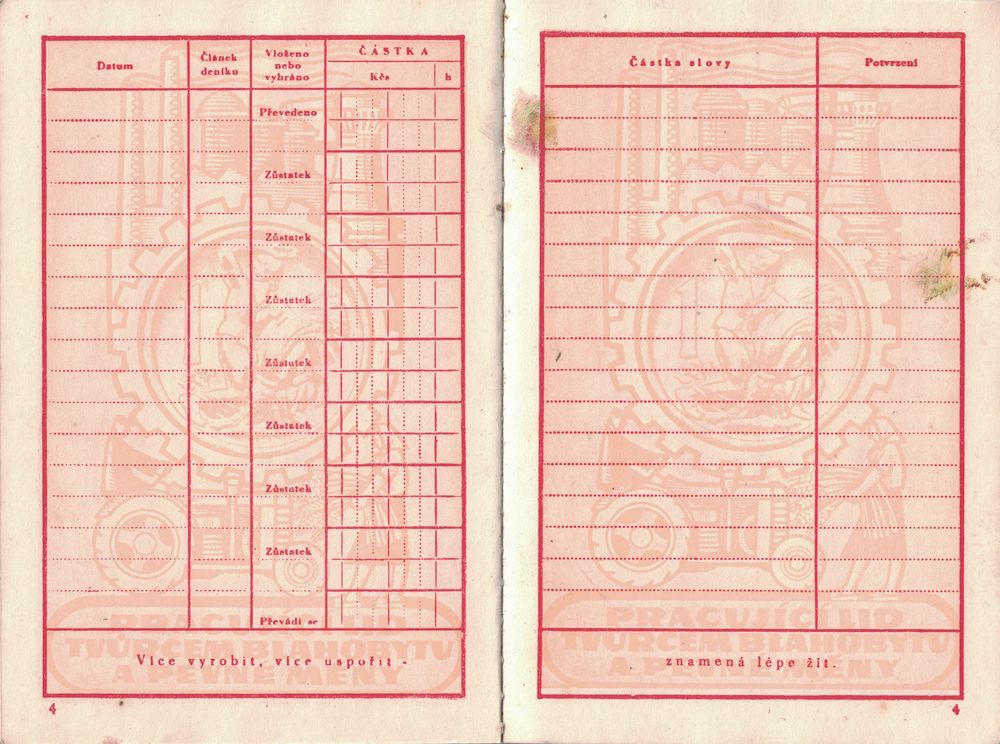 Datum
Článek
deníku
Vloženo
nebo
vybráno
ČÁSTKA
Kčs
h
Převedeno
Zůstatek
Zůstatek
Zůstatek
Zůstatek
Zůstatek
Zůstatek
Zůstatek
Převádí se
PRACUJÍCÍ LID
TVŮRCEM BLAHOBYTU
A PEVNÉ MĚNY
Více vyrobit, více uspořit -
4
Částka slovy
Potvrzení
PRACUJÍCÍ LID
TVŮRCEM BLAHOBYTU
A PEVNÉ MĚNY
znamená lépe žít.
4